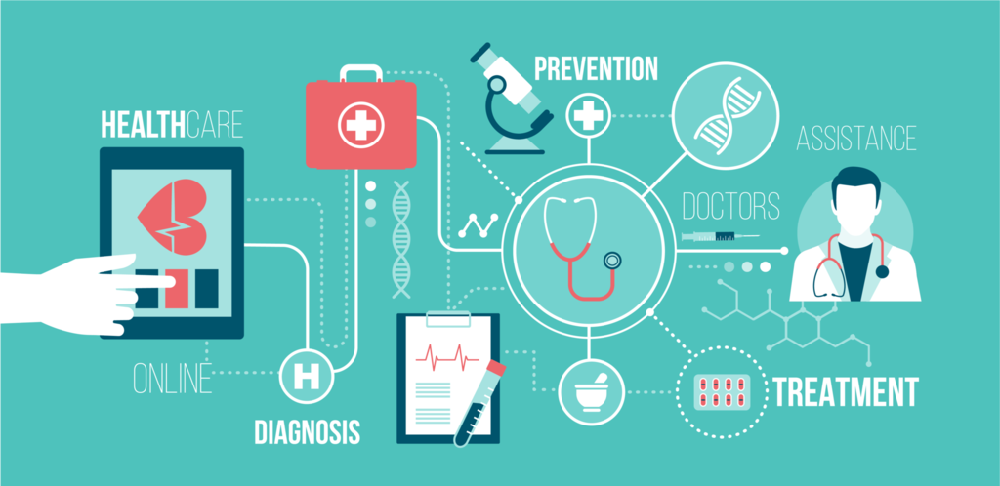 PREVENTION
HEALTHCARE
ASSISTANCE
DOCTORS
ONLINE
H
TREATMENT
DIAGNOSIS